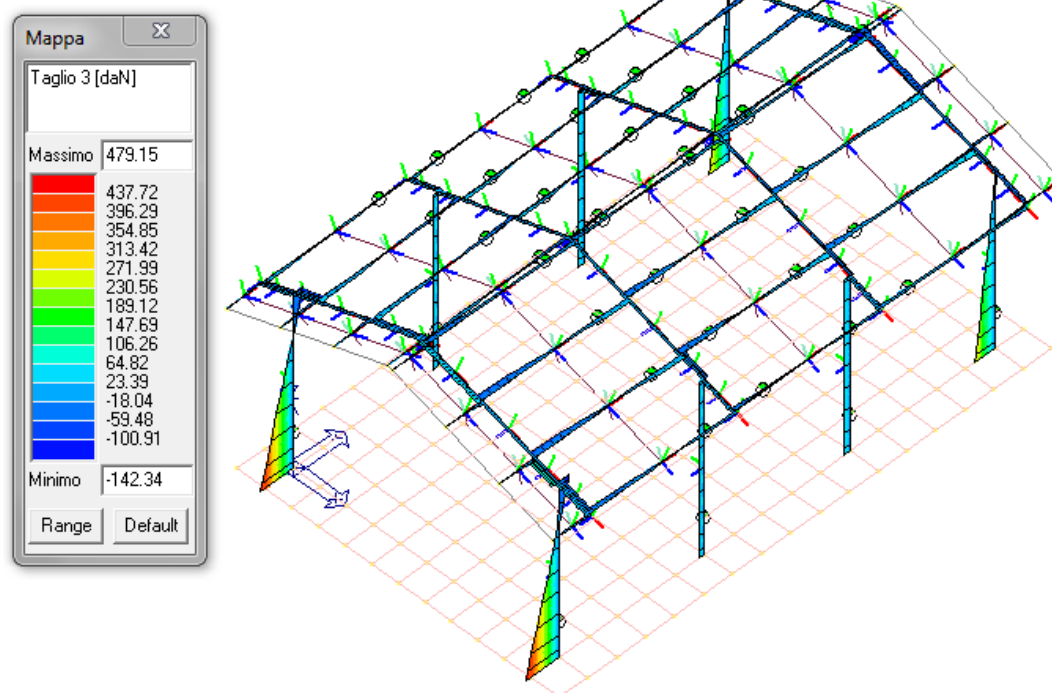 Mappa
Taglio 3 [daN]
Massimo 479.15
437.72
396.29
354.85
313.42
271.99
230.56
189.12
147.69
106.26
64.82
23.39
-18.04
-59.48
-100.91
Minimo -142.34
Range Default